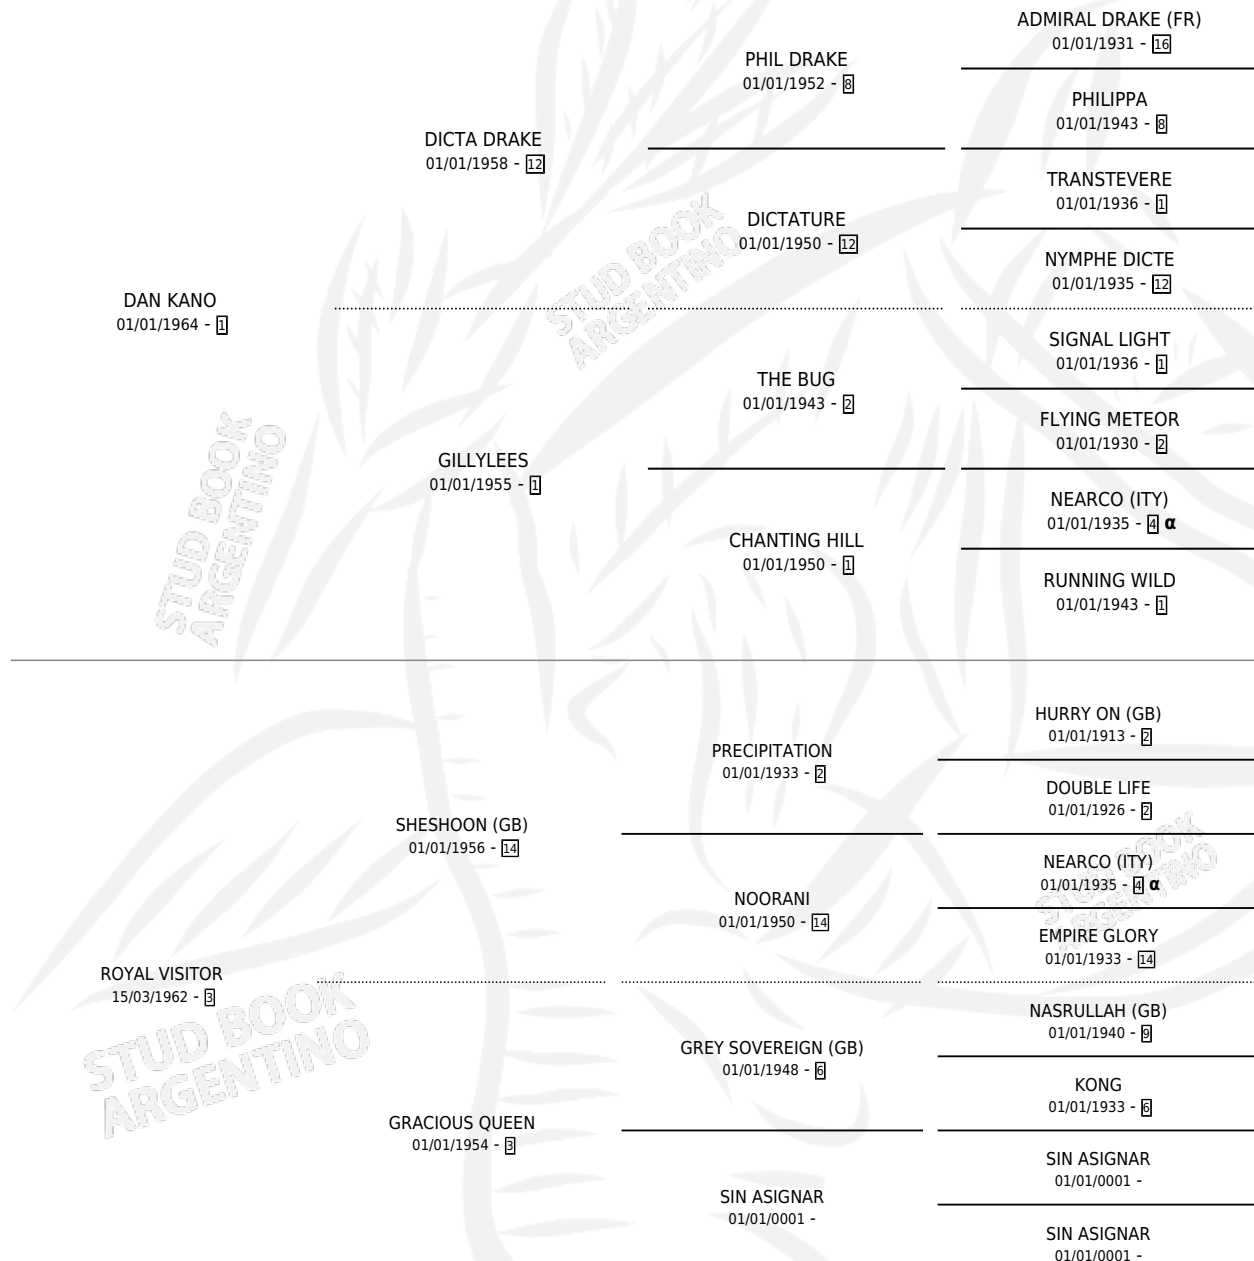 ADMIRAL DRAKE (FR)
01/01/1931 - 16
PHIL DRAKE
01/01/1952 - 8
PHILIPPA
01/01/1943 - 8
DICTA DRAKE
01/01/1958 - 12
TRANSTEVERE
01/01/1936 - 1
DICTATURE
01/01/1950 - 12
NYMPHE DICTE
01/01/1935 - 12
STUD BOOK
ARGENTINO
DAN KANO
01/01/1964 - 1
SIGNAL LIGHT
01/01/1936 - 1
THE BUG
01/01/1943 - 2
FLYING METEOR
01/01/1930 - 2
GILLYLEES
01/01/1955 - 1
NEARCO (ITY)
01/01/1935 - 4 α
CHANTING HILL
01/01/1950 - 1
RUNNING WILD
01/01/1943 - 1
STUD BOOK
ARGENTINO
HURRY ON (GB)
01/01/1913 - 2
PRECIPITATION
01/01/1933 - 2
DOUBLE LIFE
01/01/1926 - 2
SHESHOON (GB)
01/01/1956 - 14
NEARCO (ITY)
01/01/1935 - 4 α
STUD BOOK
ARGENTINO
NOORANI
01/01/1950 - 14
EMPIRE GLORY
01/01/1933 - 14
ROYAL VISITOR
15/03/1962 - 3
STUD BOOK
ARGENTINO
NASRULLAH (GB)
01/01/1940 - 9
GREY SOVEREIGN (GB)
01/01/1948 - 6
KONG
01/01/1933 - 6
GRACIOUS QUEEN
01/01/1954 - 3
SIN ASIGNAR
01/01/0001 -
SIN ASIGNAR
01/01/0001 -
SIN ASIGNAR
01/01/0001 -